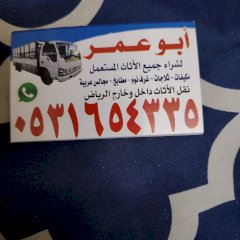 أبو عمر
لشراء جميع الأثاث المستعمل
مكيفات - ثلاجات - غرف نوم - مطابخ - مجالس عربية
نقل الأثاث داخل وخارج الرياض
٠٥٣١٦٥٤٣٣٥